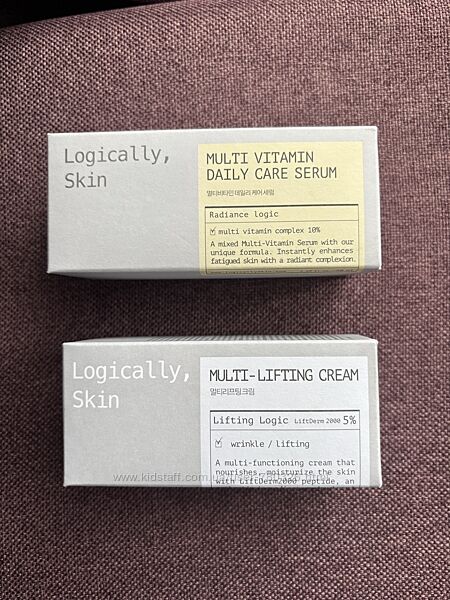 Logically,
Skin
MULTI VITAMIN
DAILY CARE SERUM
멀티비타민 데일리 케어 세럼
Radiance logic
multi vitamin complex 10%
A mixed Multi-Vitamin Serum with our
unique formula. Instantly enhances
fatigued skin with a radiant complexion.
Logically,
Skin
MULTI-LIFTING CREAM
멀티리프팅크림
Lifting Logic LiftDerm 2000 5%
wrinkle / lifting
A multi-functioning cream that
nourishes, moisturize the skin
with LiftDerm2000 peptide, an